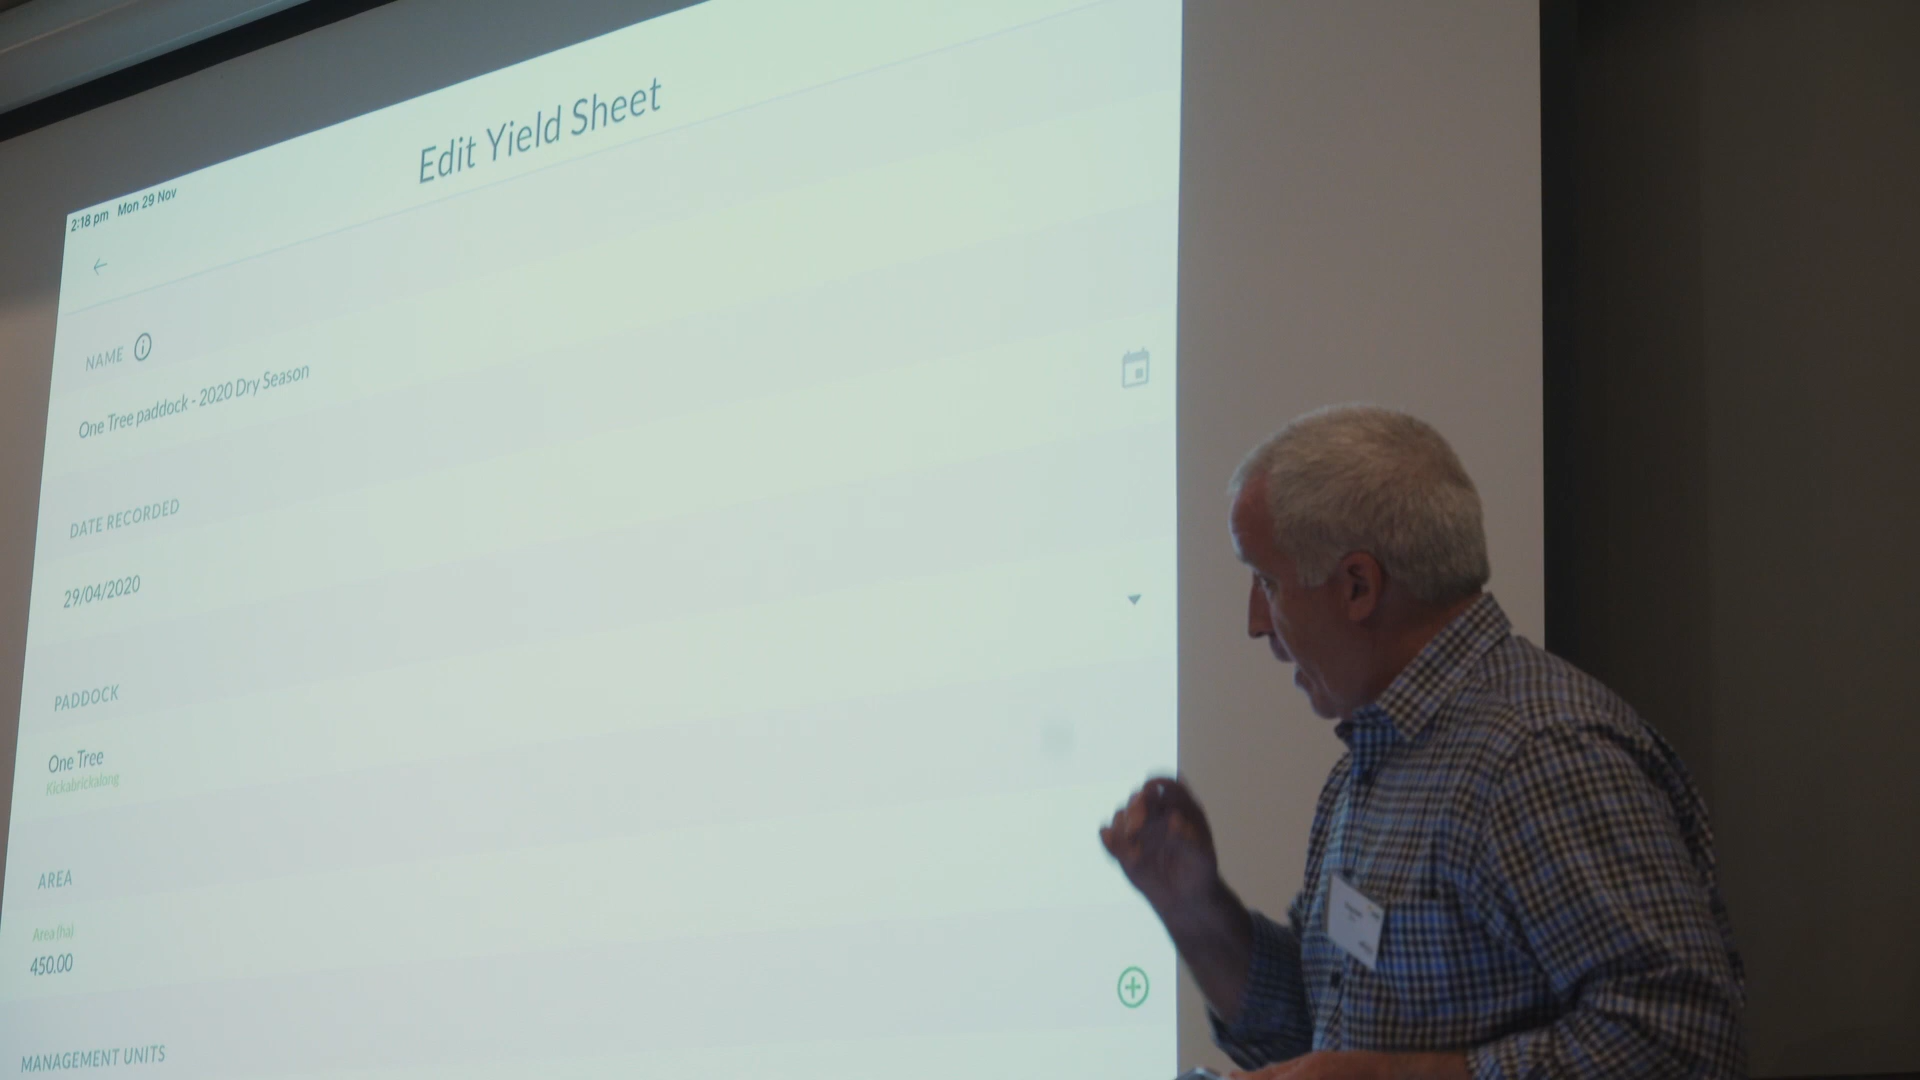 2:18 pm Mon 29 Nov
Edit Yield Sheet
NAME
One Tree paddock - 2020 Dry Season
DATE RECORDED
29/04/2020
PADDOCK
One Tree
Kickabrickalong
AREA
Area (ha)
450.00
MANAGEMENT UNITS